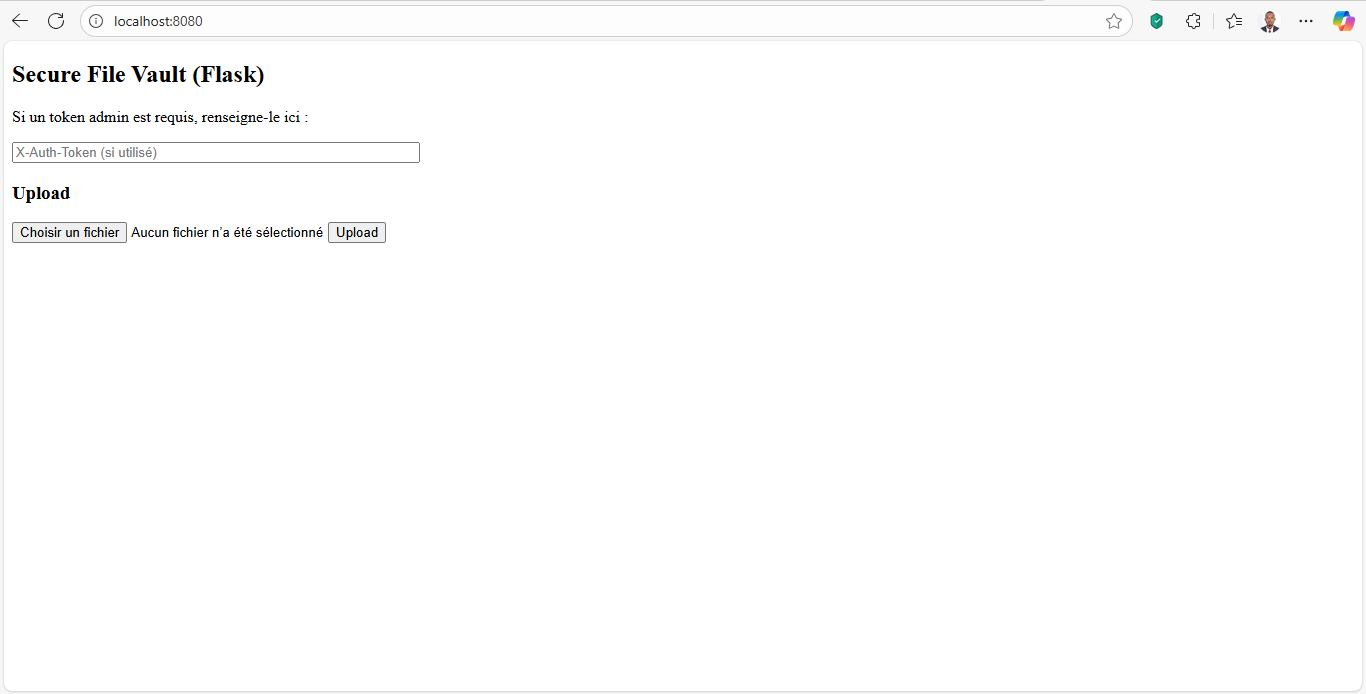 localhost:8080
Secure File Vault (Flask)
Si un token admin est requis, renseigne-le ici :
X-Auth-Token (si utilisé)
Upload
Choisir un fichier Aucun fichier n’a été sélectionné Upload